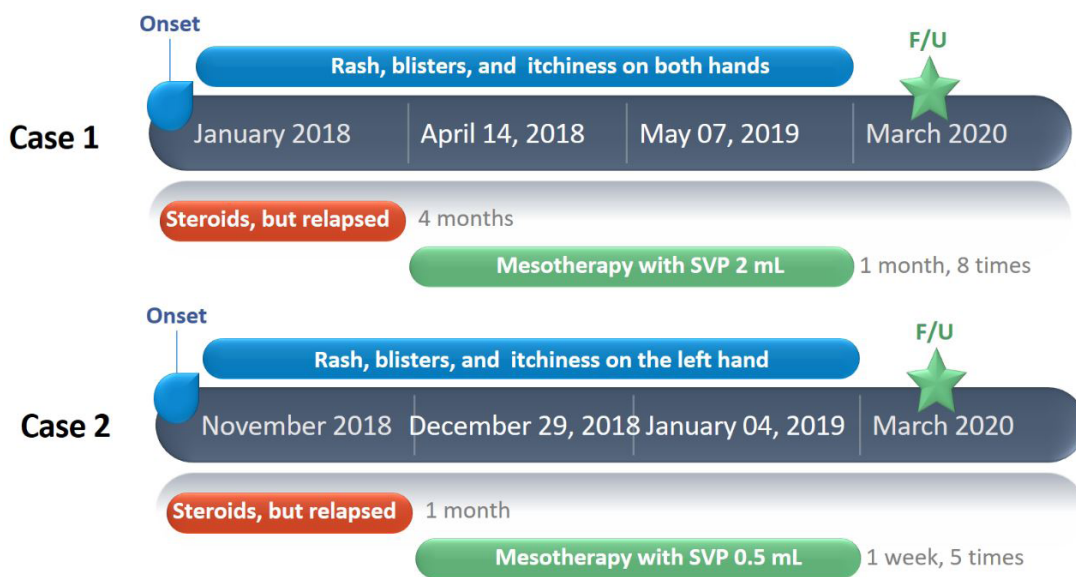 Onset
F/U
Rash, blisters, and itchiness on both hands
Case 1
January 2018
April 14, 2018
May 07, 2019
March 2020
Steroids, but relapsed
4 months
Mesotherapy with SVP 2 mL
1 month, 8 times
Onset
F/U
Rash, blisters, and itchiness on the left hand
Case 2
November 2018
December 29, 2018
January 04, 2019
March 2020
Steroids, but relapsed
1 month
Mesotherapy with SVP 0.5 mL
1 week, 5 times